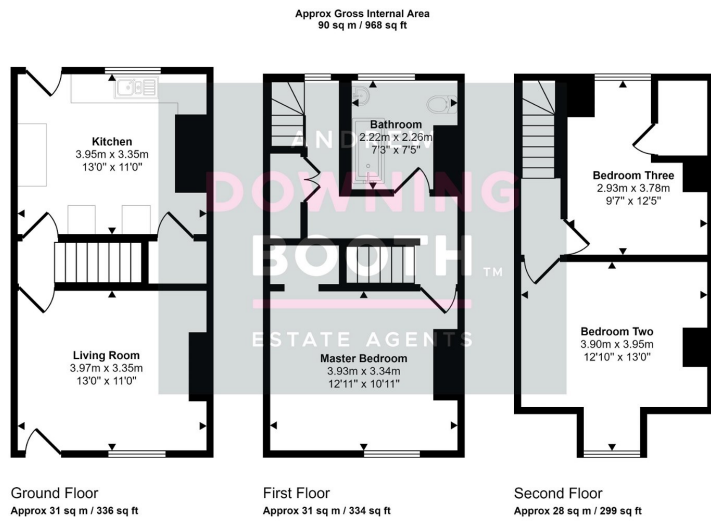 Approx Gross Internal Area
90 sq m / 968 sq ft
Kitchen
3.95m x 3.35m
13'0" x 11'0"
Living Room
3.97m x 3.35m
13'0" x 11'0"
Bathroom
2.22m x 2.26m
7'3" x 7'5"
Master Bedroom
3.93m x 3.34m
12'11" x 10'11"
Bedroom Three
2.93m x 3.78m
9'7" x 12'5"
Bedroom Two
3.90m x 3.95m
12'10" x 13'0"
ANDREW
DOWNING
BOOTH TM
ESTATE AGENTS
Ground Floor
Approx 31 sq m / 336 sq ft
First Floor
Approx 31 sq m / 334 sq ft
Second Floor
Approx 28 sq m / 299 sq ft